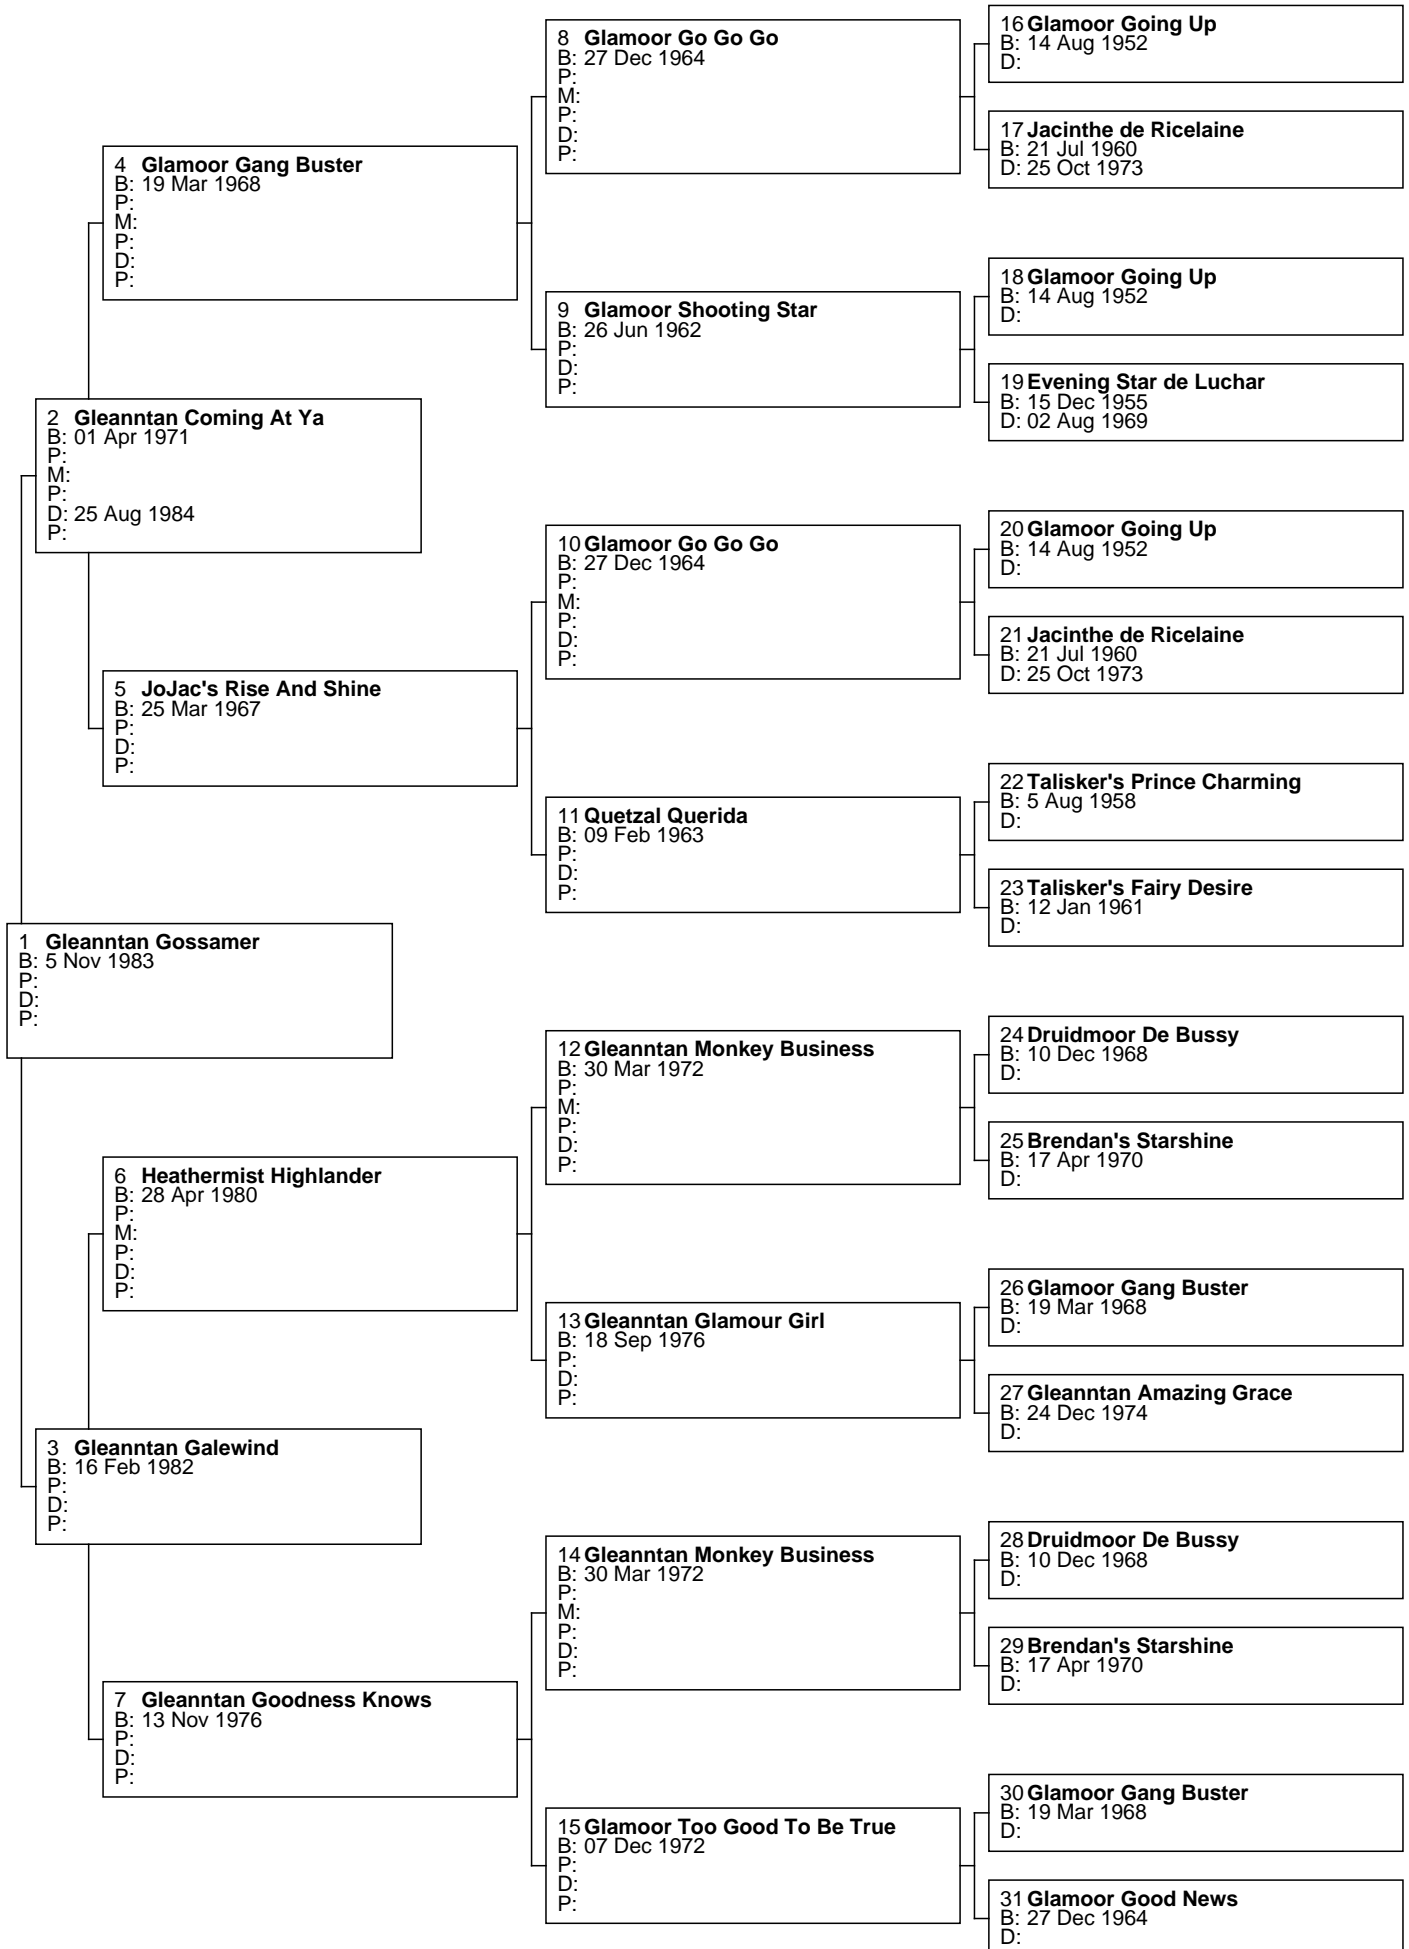 8 Glamoor Go Go Go
B: 27 Dec 1964
P:
M:
P:
D:
P:
16 Glamoor Going Up
B: 14 Aug 1952
D:
17 Jacinthe de Ricelaine
B: 21 Jul 1960
D: 25 Oct 1973
4 Glamoor Gang Buster
B: 19 Mar 1968
P:
M:
P:
D:
P:
18 Glamoor Going Up
B: 14 Aug 1952
D:
9 Glamoor Shooting Star
B: 26 Jun 1962
P:
D:
P:
19 Evening Star de Luchar
B: 15 Dec 1955
D: 02 Aug 1969
2 Gleanntan Coming At Ya
B: 01 Apr 1971
P:
M:
P:
D: 25 Aug 1984
P:
20 Glamoor Going Up
B: 14 Aug 1952
D:
10 Glamoor Go Go Go
B: 27 Dec 1964
P:
M:
P:
D:
P:
21 Jacinthe de Ricelaine
B: 21 Jul 1960
D: 25 Oct 1973
5 JoJac's Rise And Shine
B: 25 Mar 1967
P:
D:
P:
22 Talisker's Prince Charming
B: 5 Aug 1958
D:
11 Quetzal Querida
B: 09 Feb 1963
P:
D:
P:
23 Talisker's Fairy Desire
B: 12 Jan 1961
D:
1 Gleanntan Gossamer
B: 5 Nov 1983
P:
D:
P:
24 Druidmoor De Bussy
B: 10 Dec 1968
D:
12 Gleanntan Monkey Business
B: 30 Mar 1972
P:
M:
P:
D:
P:
25 Brendan's Starshine
B: 17 Apr 1970
D:
6 Heathermist Highlander
B: 28 Apr 1980
P:
M:
P:
D:
P:
26 Glamoor Gang Buster
B: 19 Mar 1968
D:
13 Gleanntan Glamour Girl
B: 18 Sep 1976
P:
D:
P:
27 Gleanntan Amazing Grace
B: 24 Dec 1974
D:
3 Gleanntan Galewind
B: 16 Feb 1982
P:
D:
P:
28 Druidmoor De Bussy
B: 10 Dec 1968
D:
14 Gleanntan Monkey Business
B: 30 Mar 1972
P:
M:
P:
D:
P:
29 Brendan's Starshine
B: 17 Apr 1970
D:
7 Gleanntan Goodness Knows
B: 13 Nov 1976
P:
D:
P:
30 Glamoor Gang Buster
B: 19 Mar 1968
D:
15 Glamoor Too Good To Be True
B: 07 Dec 1972
P:
D:
P:
31 Glamoor Good News
B: 27 Dec 1964
D: